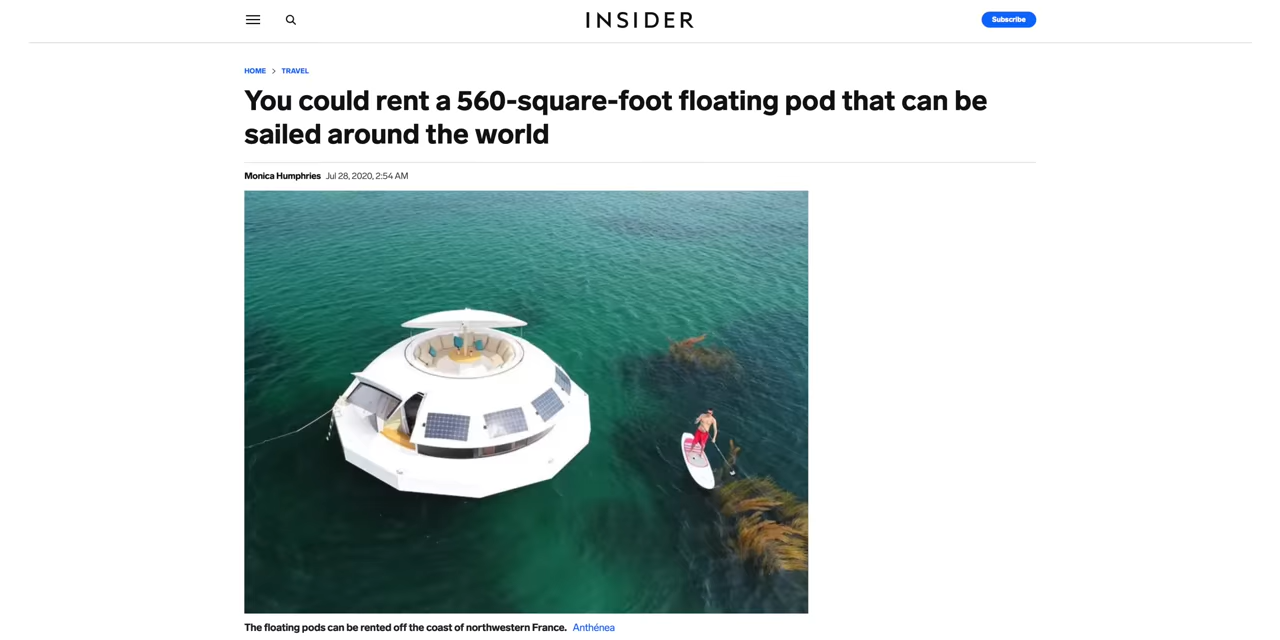 INSIDER
Subscribe
HOME > TRAVEL
You could rent a 560-square-foot floating pod that can be
sailed around the world
Monica Humphries Jul 28, 2020, 2:54 AM
The floating pods can be rented off the coast of northwestern France. Anthénea